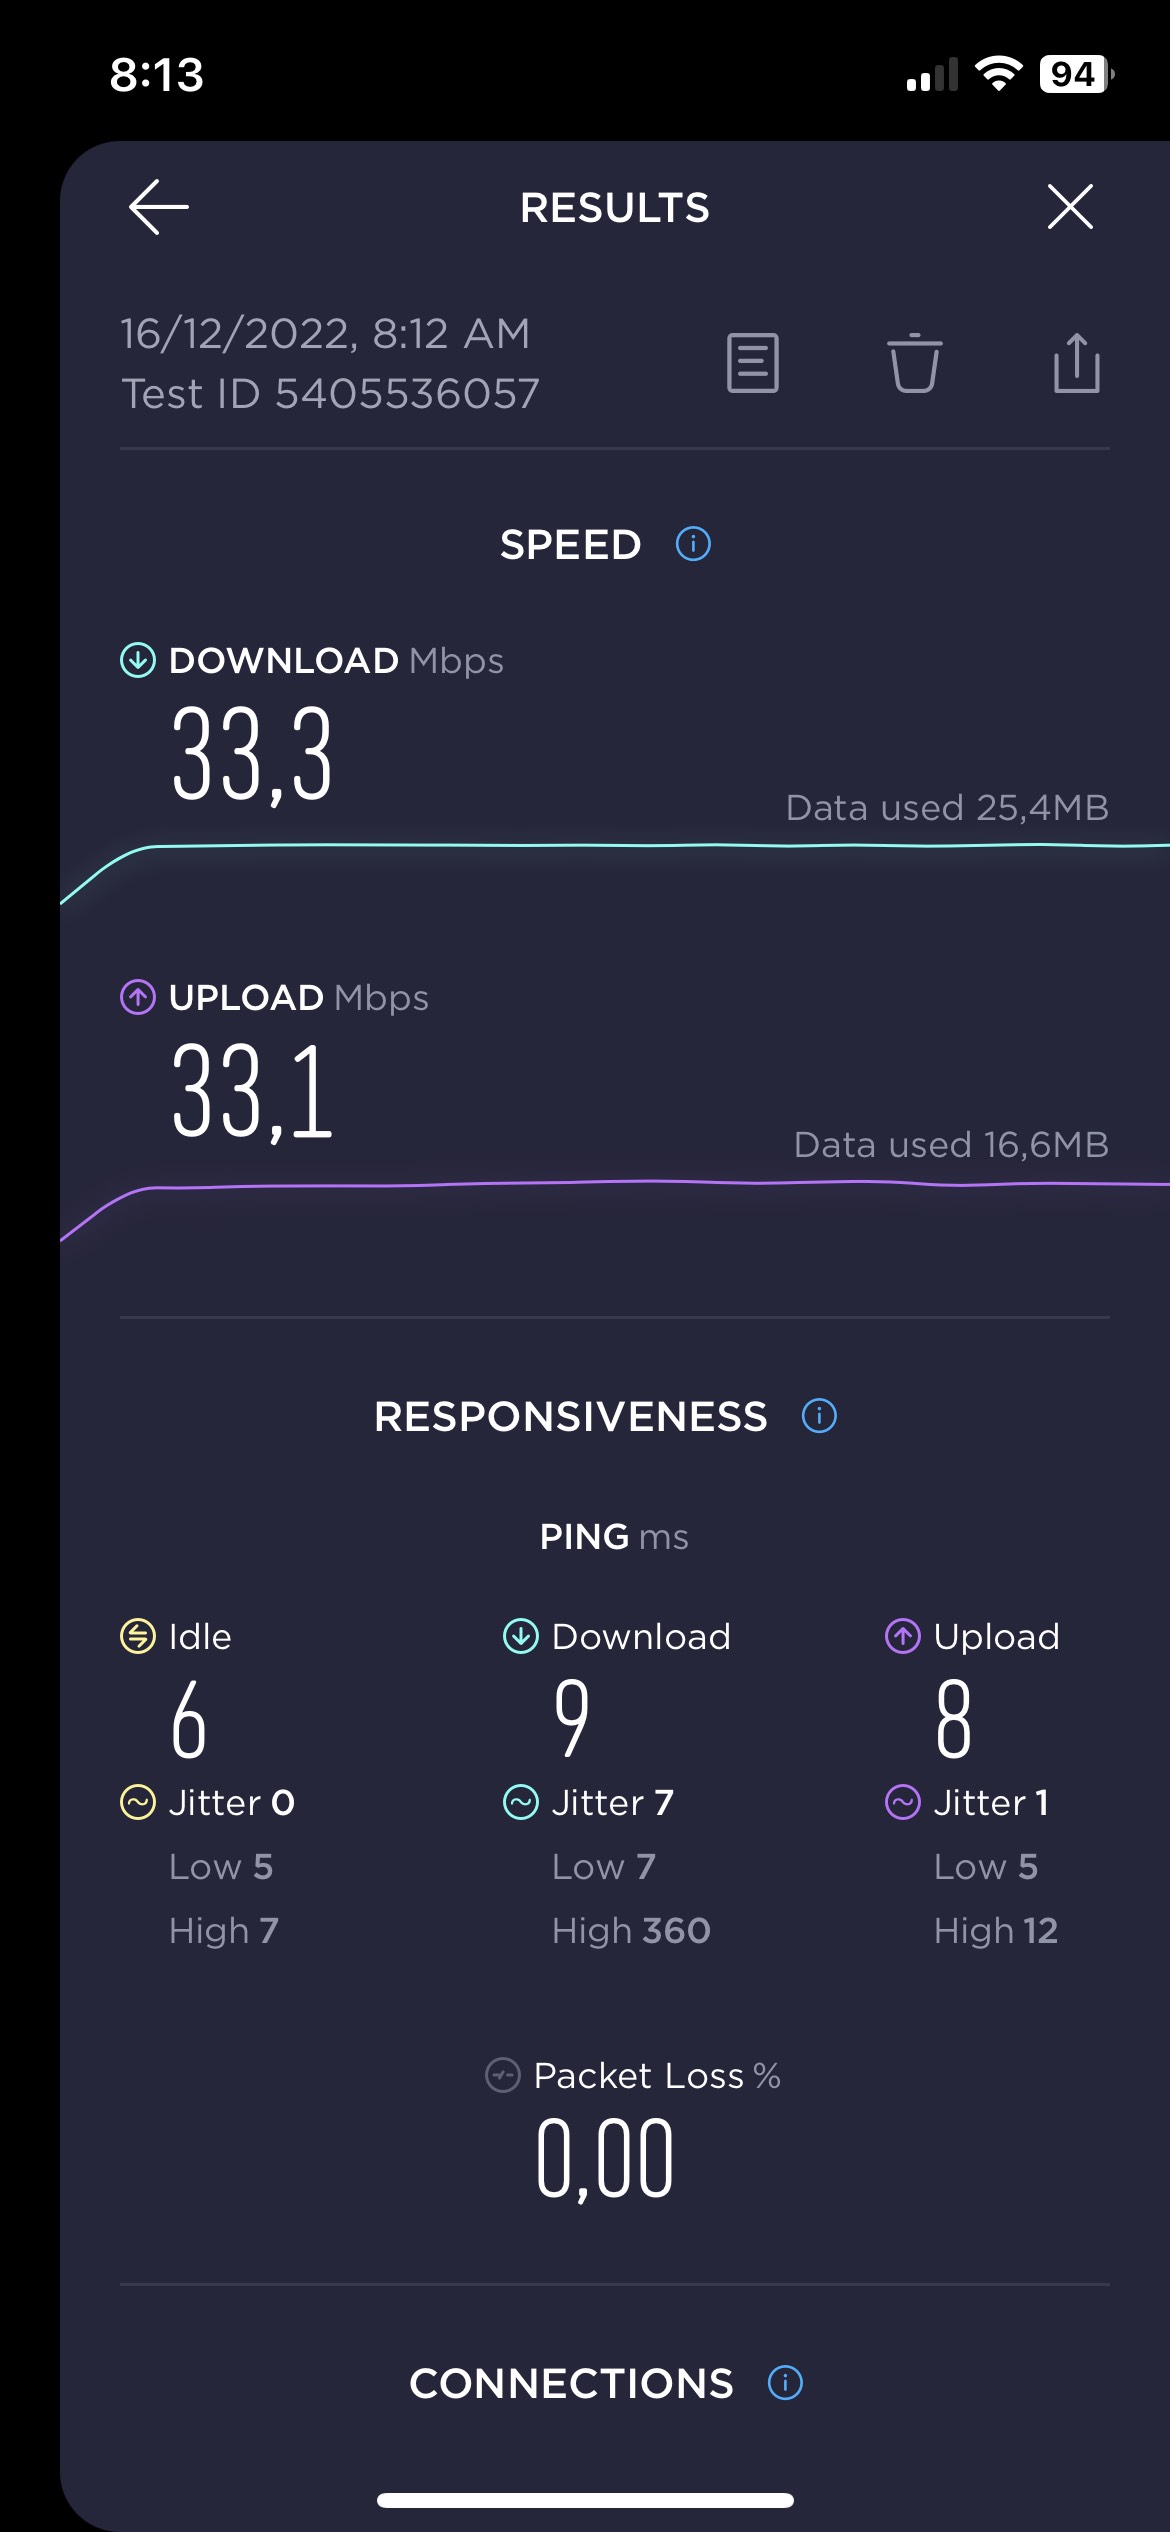 8:13
94
RESULTS
16/12/2022, 8:12 AM
Test ID 5405536057
SPEED
DOWNLOAD Mbps
33,3
Data used 25,4MB
UPLOAD Mbps
33,1
Data used 16,6MB
RESPONSIVENESS
PING ms
Idle Download Upload
6 9 8
Jitter 0 Jitter 7 Jitter 1
Low 5 Low 7 Low 5
High 7 High 360 High 12
Packet Loss %
0,00
CONNECTIONS